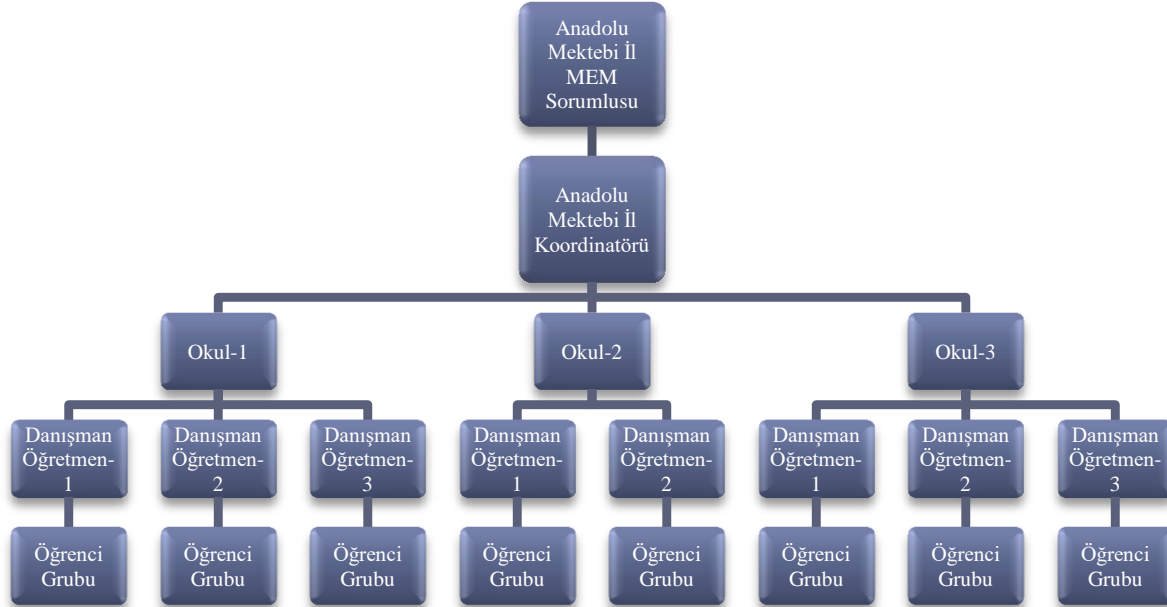 Anadolu
Mektebi İl
MEM
Sorumlusu
Anadolu
Mektebi İl
Koordinatörü
Okul-1
Okul-2
Okul-3
Danışman
Öğretmen-
1
Danışman
Öğretmen-
2
Danışman
Öğretmen-
3
Danışman
Öğretmen-
1
Danışman
Öğretmen-
2
Danışman
Öğretmen-
1
Danışman
Öğretmen-
2
Danışman
Öğretmen-
3
Öğrenci
Grubu
Öğrenci
Grubu
Öğrenci
Grubu
Öğrenci
Grubu
Öğrenci
Grubu
Öğrenci
Grubu
Öğrenci
Grubu
Öğrenci
Grubu